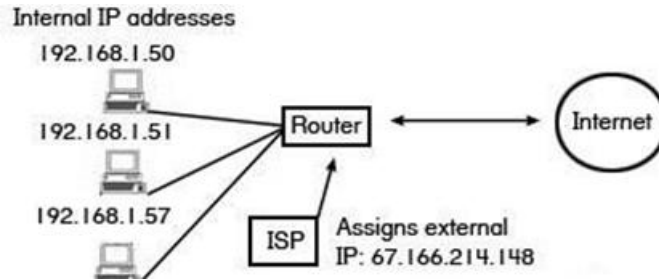 Internal IP addresses
192.168.1.50
192.168.1.51
192.168.1.57
Router
Internet
ISP
Assigns external
IP: 67.166.214.148